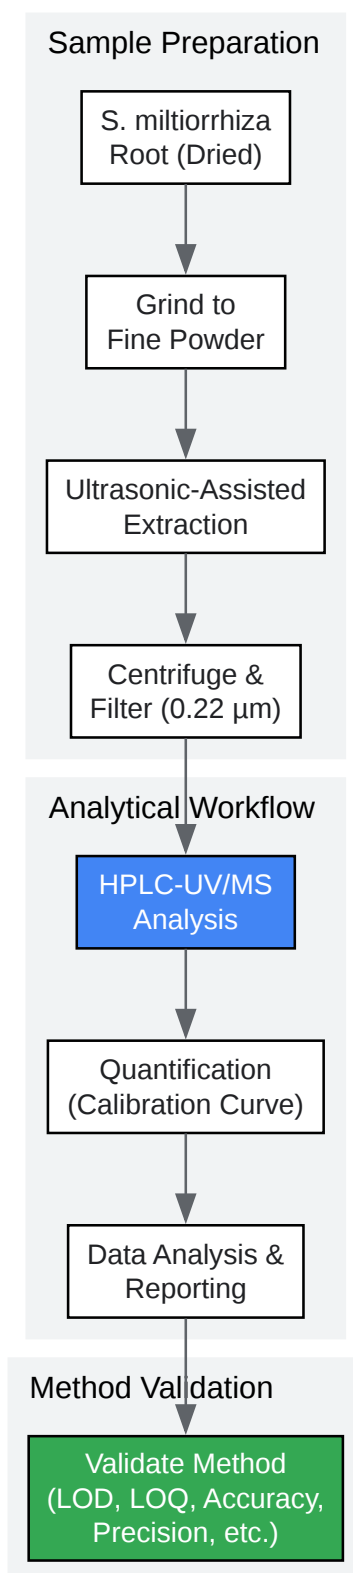 Sample Preparation
S. miltiorrhiza
Root (Dried)
Grind to
Fine Powder
Ultrasonic-Assisted
Extraction
Centrifuge &
Filter (0.22 µm)
Analytical Workflow
HPLC-UV/MS
Analysis
Quantification
(Calibration Curve)
Data Analysis &
Reporting
Method Validation
Validate Method
(LOD, LOQ, Accuracy,
Precision, etc.)